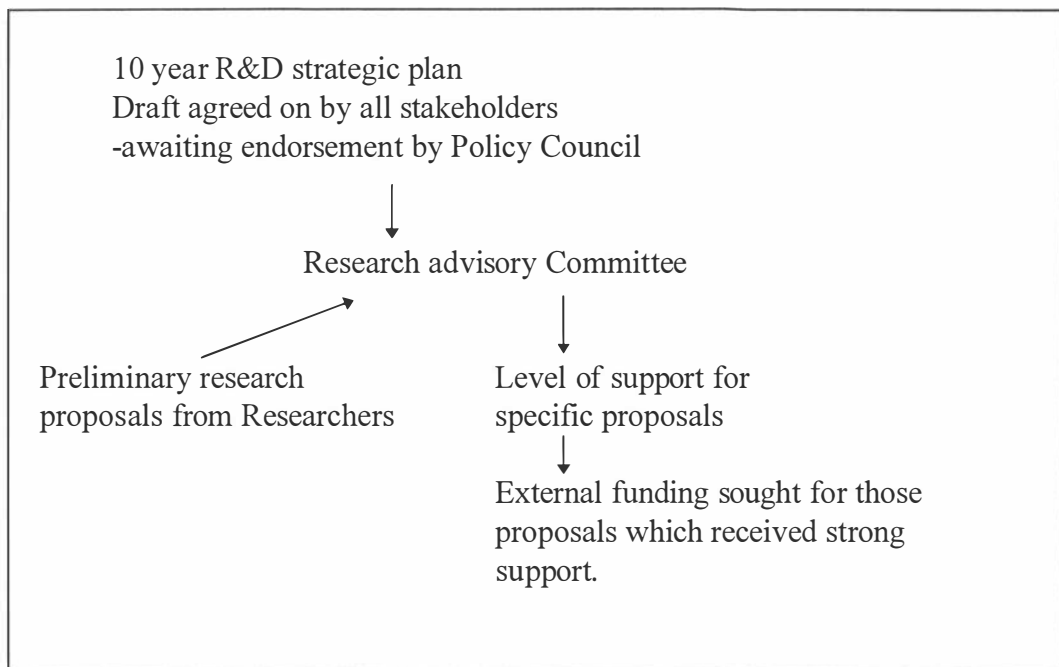 10 year R&D strategic plan
Draft agreed on by all stakeholders
-awaiting endorsement by Policy Council
Research advisory Committee
Preliminary research
proposals from Researchers
Level of support for
specific proposals
External funding sought for those
proposals which received strong
support.